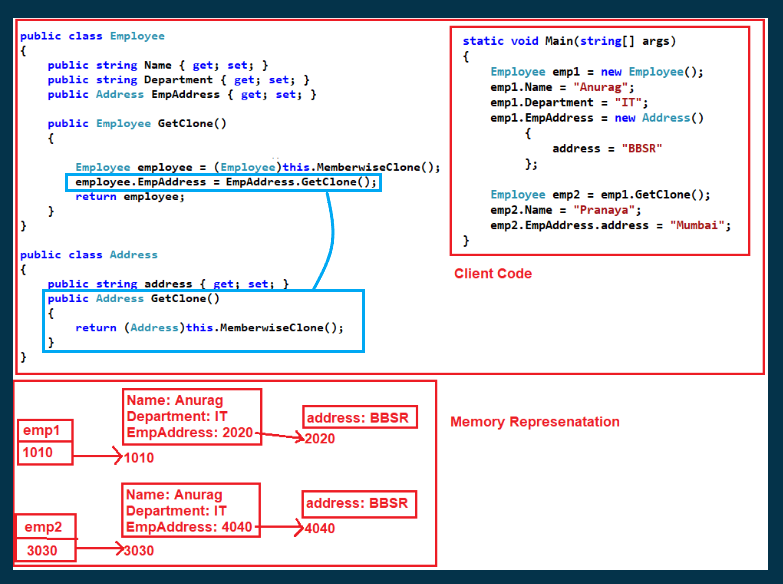 public class Employee
{
public string Name { get; set; }
public string Department { get; set; }
public Address EmpAddress { get; set; }
public Employee GetClone()
{
Employee employee = (Employee)this.MemberwiseClone();
employee.EmpAddress = EmpAddress.GetClone();
return employee;
}
}
public class Address
{
public string address { get; set; }
public Address GetClone()
{
return (Address)this.MemberwiseClone();
}
}
static void Main(string[] args)
{
Employee emp1 = new Employee();
emp1.Name = "Anurag";
emp1.Department = "IT";
emp1.EmpAddress = new Address()
{
address = "BBSR"
};
Employee emp2 = emp1.GetClone();
emp2.Name = "Pranaya";
emp2.EmpAddress.address = "Mumbai";
}
Client Code
emp1
1010
Name: Anurag
Department: IT
EmpAddress: 2020
1010
address: BBSR
2020
emp2
3030
Name: Anurag
Department: IT
EmpAddress: 4040
3030
address: BBSR
4040
Memory Represenatation